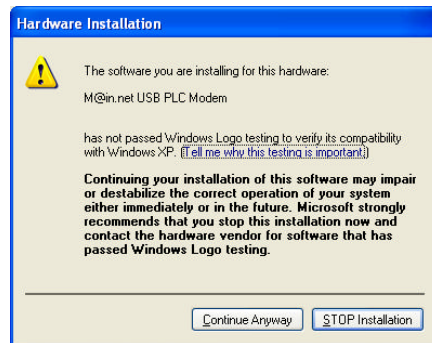 Hardware Installation
The software you are installing for this hardware:
M@in.net USB PLC Modem
has not passed Windows Logo testing to verify its compatibility
with Windows XP. (Tell me why this testing is important.)
Continuing your installation of this software may impair
or destabilize the correct operation of your system
either immediately or in the future. Microsoft strongly
recommends that you stop this installation now and
contact the hardware vendor for software that has
passed Windows Logo testing.
Continue Anyway
STOP Installation